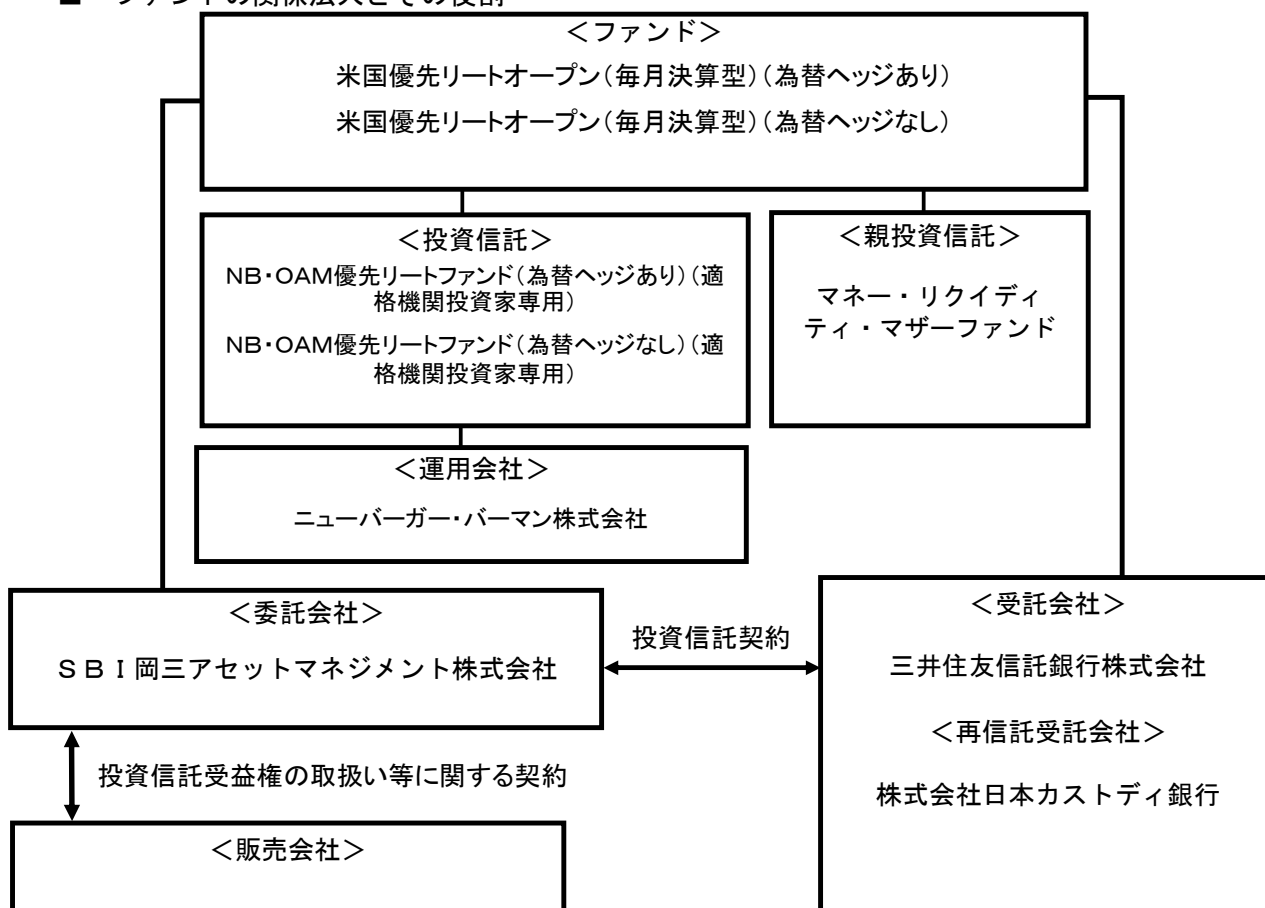 ＜ファンド＞
米国優先リートオープン（毎月決算型）（為替ヘッジあり）
米国優先リートオープン（毎月決算型）（為替ヘッジなし）
＜投資信託＞
ＮＢ・ＯＡＭ優先リートファンド（為替ヘッジあり）（適
格機関投資家専用）
ＮＢ・ＯＡＭ優先リートファンド（為替ヘッジなし）（適
格機関投資家専用）
＜親投資信託＞
マネー・リクイディ
ティ・マザーファンド
＜運用会社＞
ニューバーガー・バーマン株式会社
＜委託会社＞
ＳＢＩ岡三アセットマネジメント株式会社
投資信託契約
＜受託会社＞
三井住友信託銀行株式会社
＜再信託受託会社＞
株式会社日本カストディ銀行
投資信託受益権の取扱い等に関する契約
＜販売会社＞